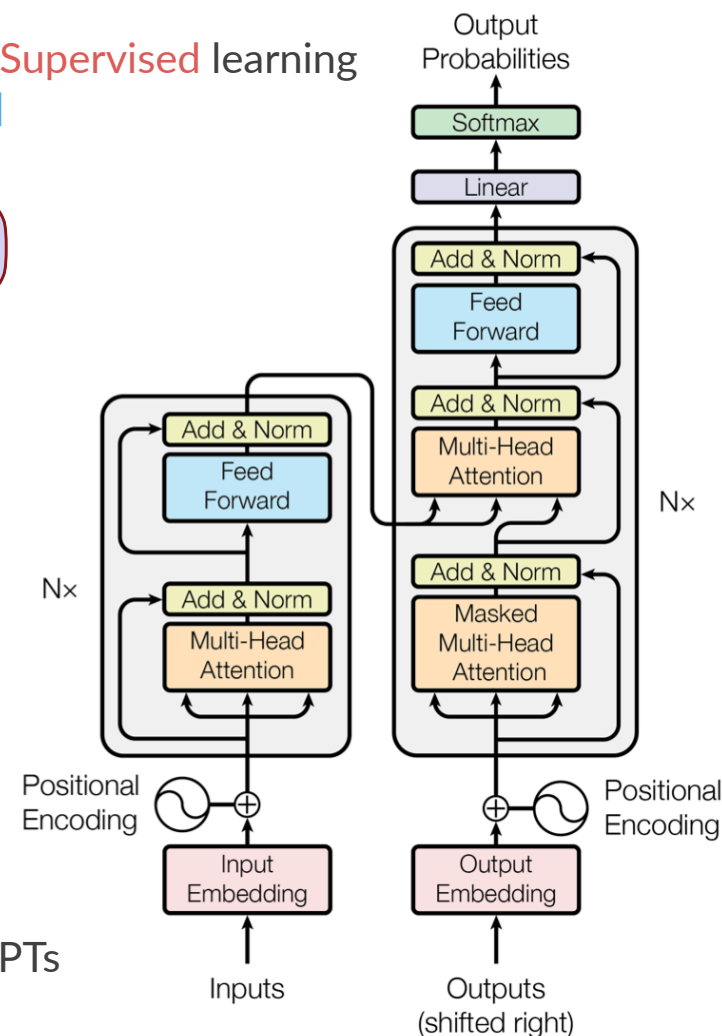 Supervised learning
Output
Probabilities
Softmax
Linear
Add & Norm
Feed
Forward
Add & Norm
Multi-Head
Attention
Nx
Add & Norm
Masked
Multi-Head
Attention
Add & Norm
Feed
Forward
Nx
Add & Norm
Multi-Head
Attention
Positional
Encoding
Positional
Encoding
Input
Embedding
Output
Embedding
PTs
Inputs
Outputs
(shifted right)